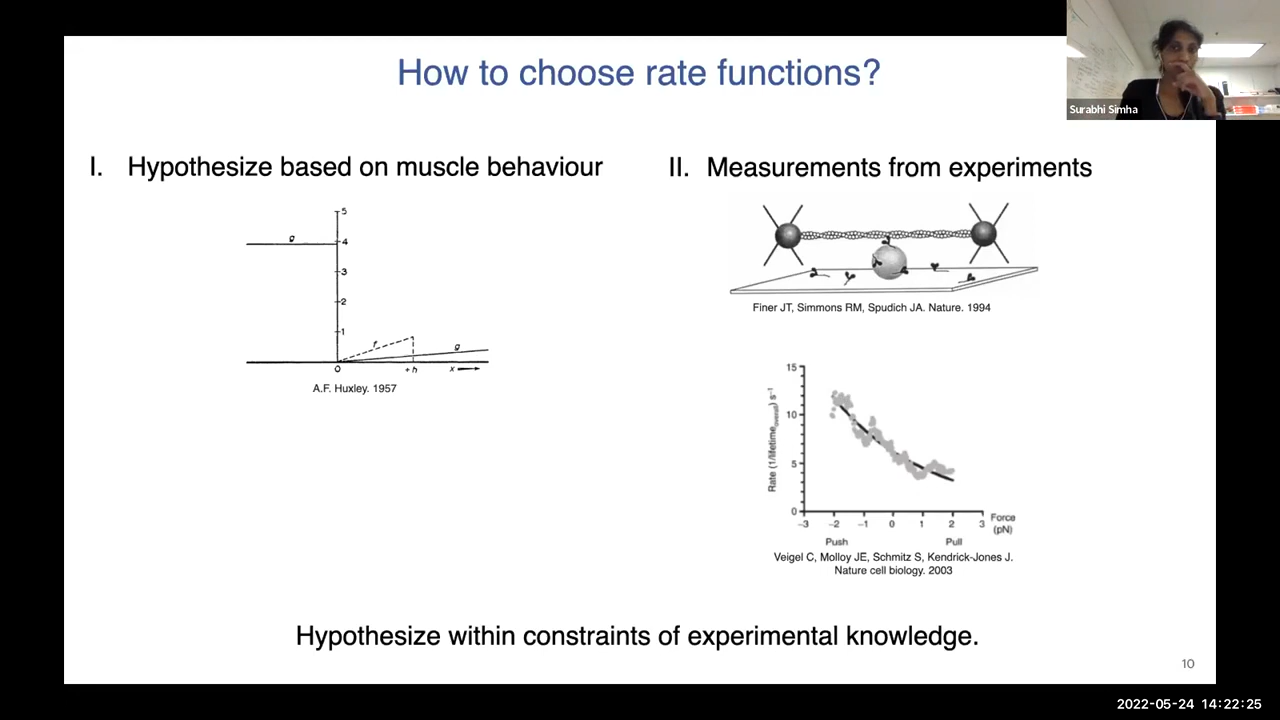 How to choose rate functions?
Surabhi Simha
I. Hypothesize based on muscle behaviour
5
g
4
3
2
1
f
g
0
+h
x
A.F. Huxley. 1957
II. Measurements from experiments
Finer JT, Simmons RM, Spudich JA. Nature. 1994
15
10
5
0
Rate (1/lifetimeoverall) s-1
-3 -2 -1 0 1 2 3
Force
(pN)
Push Pull
Veigel C, Molloy JE, Schmitz S, Kendrick-Jones J.
Nature cell biology. 2003
Hypothesize within constraints of experimental knowledge.
10
2022-05-24 14:22:25